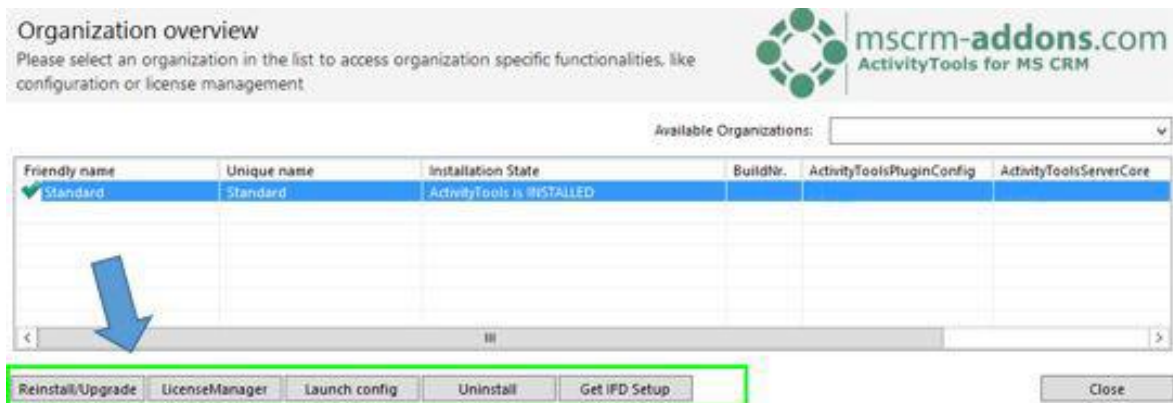 Organization overview
Please select an organization in the list to access organization specific functionalities, like
configuration or license management
mscrm-addons.com
ActivityTools for MS CRM
Available Organizations:
Friendly name Unique name Installation State BuildNr. ActivityToolsPluginConfig ActivityToolsServerCore
Standard Standard ActivityTools is INSTALLED
Reinstall/Upgrade LicenseManager Launch config Uninstall Get IFD Setup Close